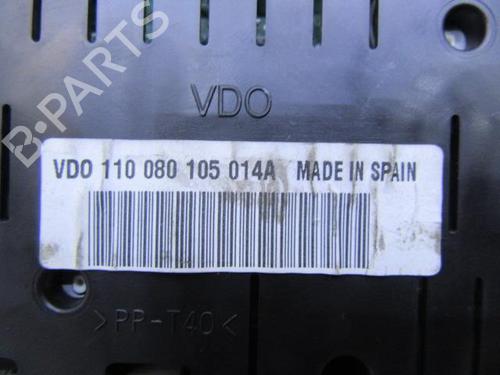 B-PARTS
VDO
VDO 110 080 105 014A MADE IN SPAIN
>PP-T40<